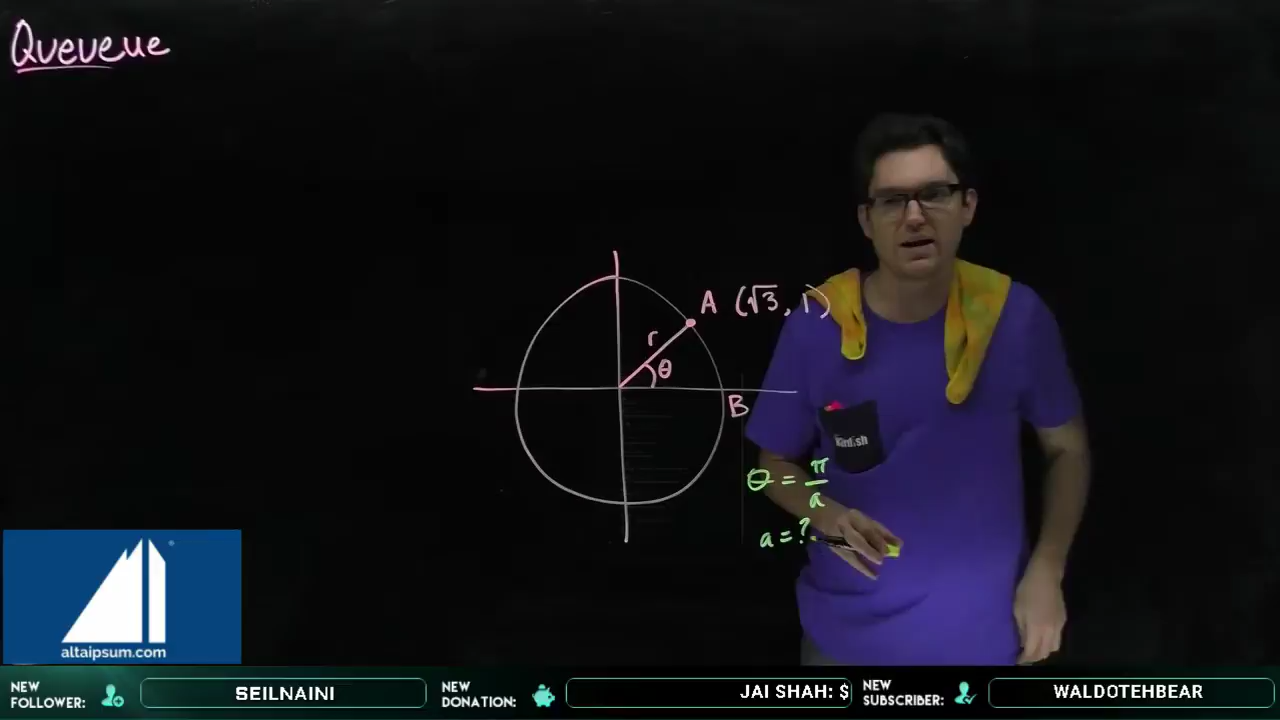 Queueue
A (√3, 1)
r
θ
B
θ = π/a
a = ?
altaipsum.com
NEW FOLLOWER:
SEILNAINI
NEW DONATION:
JAI SHAH: $
NEW SUBSCRIBER:
WALDOTEHBEAR